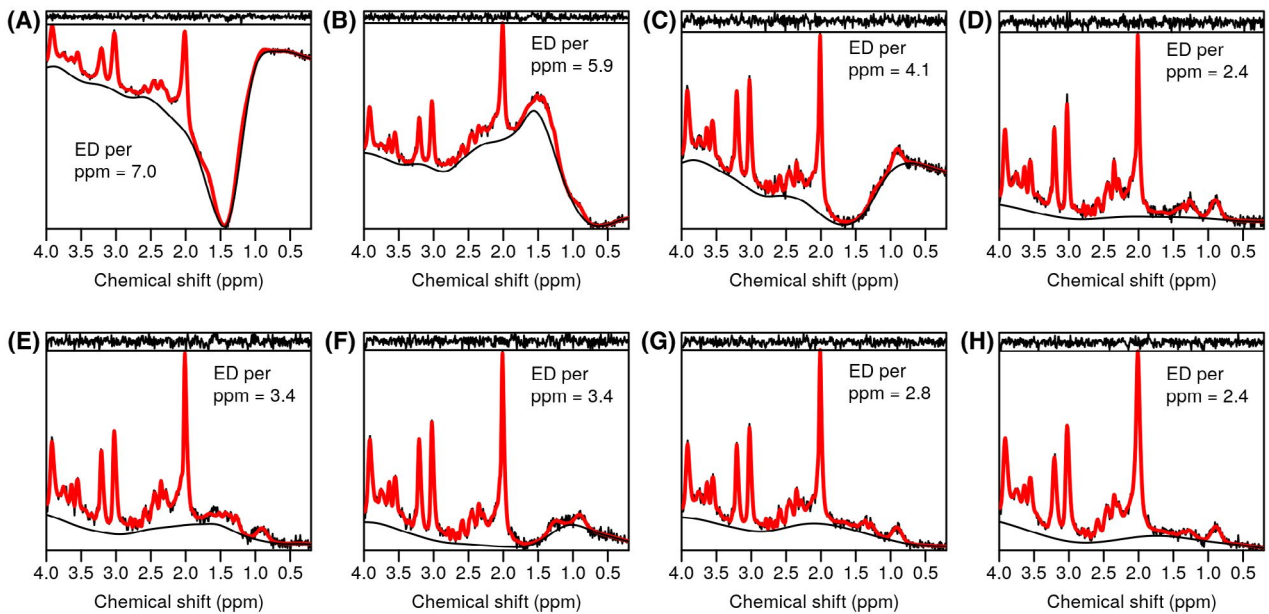 (A)
ED per
ppm = 7.0
4.0 3.5 3.0 2.5 2.0 1.5 1.0 0.5
Chemical shift (ppm)
(B)
ED per
ppm = 5.9
4.0 3.5 3.0 2.5 2.0 1.5 1.0 0.5
Chemical shift (ppm)
(C)
ED per
ppm = 4.1
4.0 3.5 3.0 2.5 2.0 1.5 1.0 0.5
Chemical shift (ppm)
(D)
ED per
ppm = 2.4
4.0 3.5 3.0 2.5 2.0 1.5 1.0 0.5
Chemical shift (ppm)
(E)
ED per
ppm = 3.4
4.0 3.5 3.0 2.5 2.0 1.5 1.0 0.5
Chemical shift (ppm)
(F)
ED per
ppm = 3.4
4.0 3.5 3.0 2.5 2.0 1.5 1.0 0.5
Chemical shift (ppm)
(G)
ED per
ppm = 2.8
4.0 3.5 3.0 2.5 2.0 1.5 1.0 0.5
Chemical shift (ppm)
(H)
ED per
ppm = 2.4
4.0 3.5 3.0 2.5 2.0 1.5 1.0 0.5
Chemical shift (ppm)